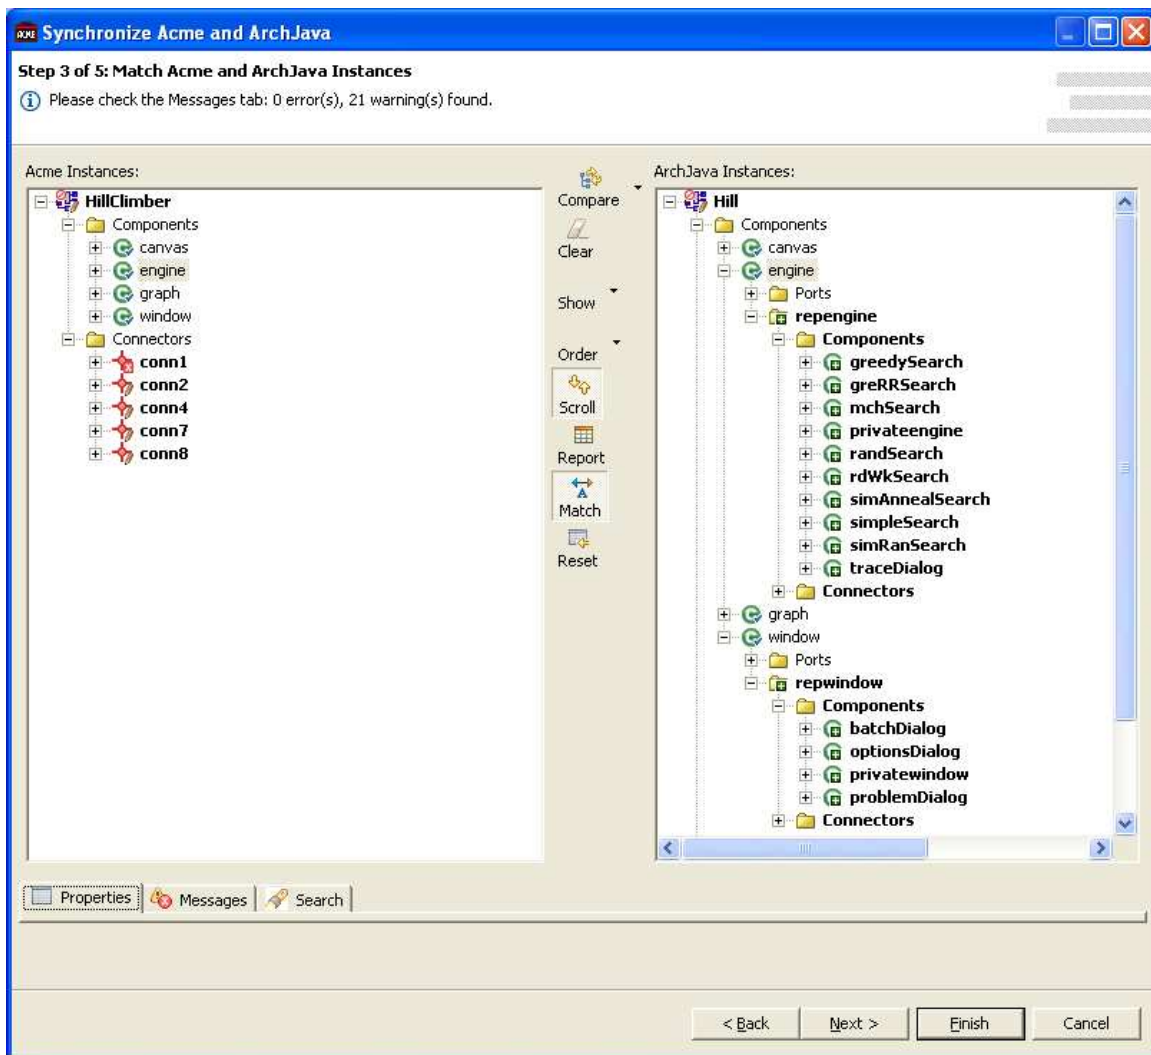 ACME Synchronize Acme and ArchJava
Step 3 of 5: Match Acme and ArchJava Instances
Please check the Messages tab: 0 error(s), 21 warning(s) found.
Acme Instances:
HillClimber
Components
canvas
engine
graph
window
Connectors
conn1
conn2
conn4
conn7
conn8
Compare
Clear
Show
Order
Scroll
Report
Match
Reset
ArchJava Instances:
Hill
Components
canvas
engine
Ports
repengine
Components
greedySearch
greRRSearch
mchSearch
privateengine
randSearch
rdWkSearch
simAnnealSearch
simpleSearch
simRanSearch
traceDialog
Connectors
graph
window
Ports
repwindow
Components
batchDialog
optionsDialog
privatewindow
problemDialog
Connectors
Properties Messages Search
< Back Next > Finish Cancel